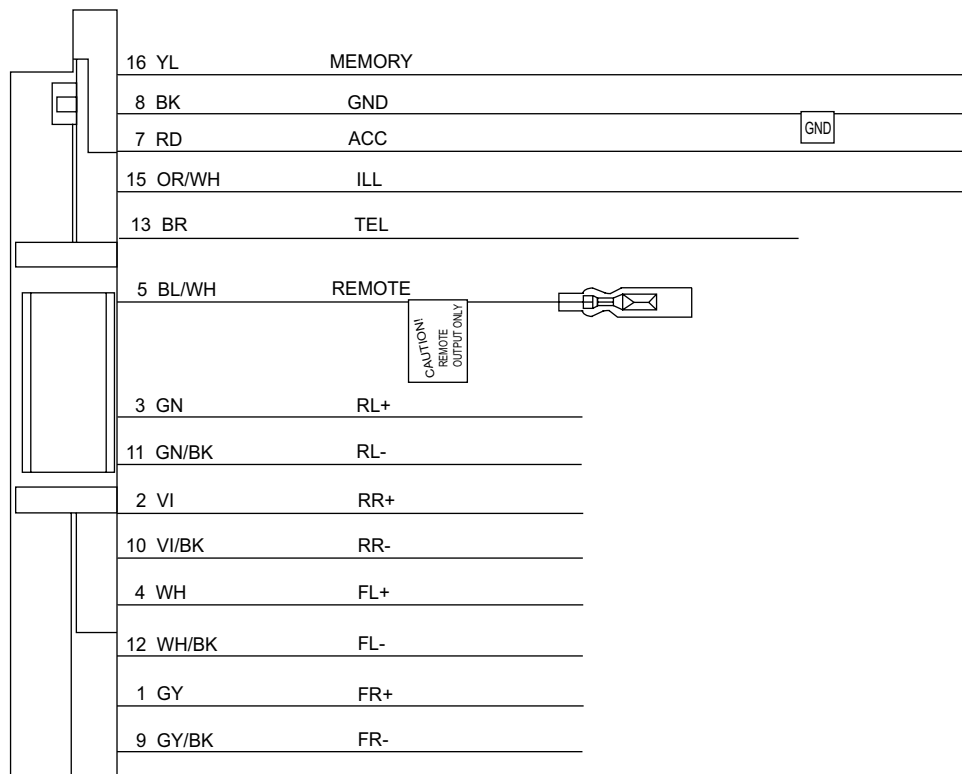 16 YL MEMORY
8 BK GND
GND
7 RD ACC
15 OR/WH ILL
13 BR TEL
5 BL/WH REMOTE
CAUTION!
REMOTE
OUTPUT ONLY
3 GN RL+
11 GN/BK RL-
2 VI RR+
10 VI/BK RR-
4 WH FL+
12 WH/BK FL-
1 GY FR+
9 GY/BK FR-